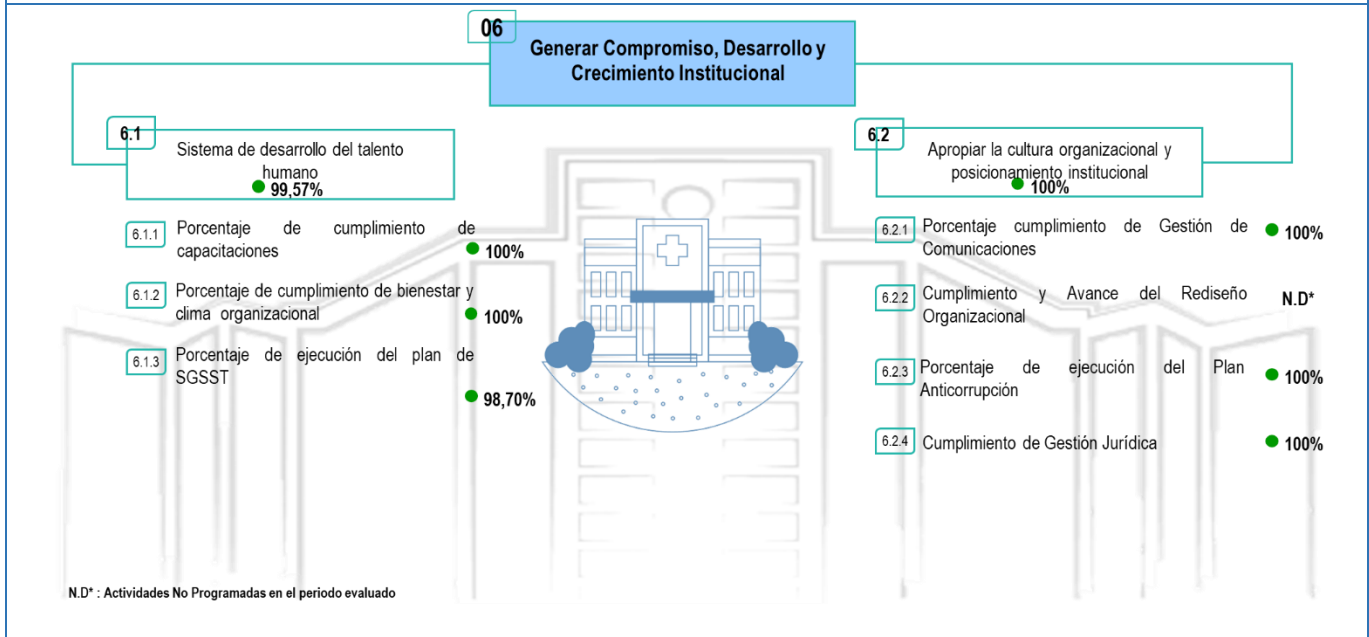 06
Generar Compromiso, Desarrollo y
Crecimiento Institucional
6.1
Sistema de desarrollo del talento
humano
99,57%
6.1.1 Porcentaje de cumplimiento de
capacitaciones
100%
6.1.2 Porcentaje de cumplimiento de bienestar y
clima organizacional
100%
6.1.3 Porcentaje de ejecución del plan de
SGSST
98,70%
6.2
Apropiar la cultura organizacional y
posicionamiento institucional
100%
6.2.1 Porcentaje cumplimiento de Gestión de
Comunicaciones
100%
6.2.2 Cumplimiento y Avance del Rediseño
Organizacional
N.D*
6.2.3 Porcentaje de ejecución del Plan
Anticorrupción
100%
6.2.4 Cumplimiento de Gestión Jurídica
100%
N.D* : Actividades No Programadas en el periodo evaluado